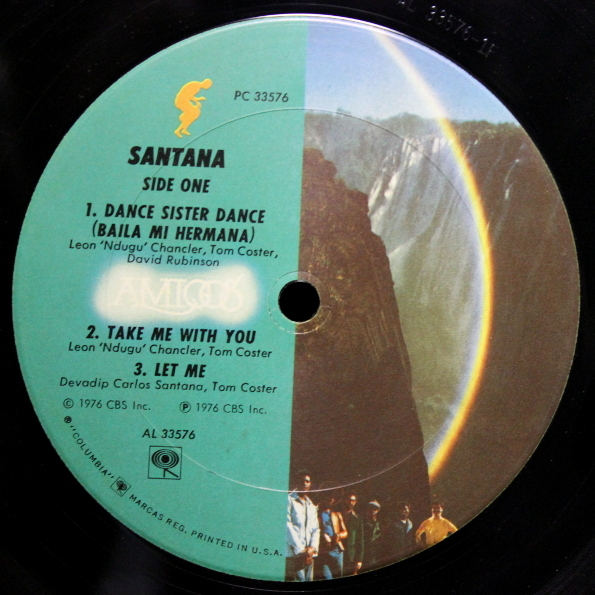 AL 33576-1F
PC 33576
SANTANA
SIDE ONE
1. DANCE SISTER DANCE
(BAILA MI HERMANA)
Leon 'Ndugu' Chancler, Tom Coster,
David Rubinson
AMIGOS
2. TAKE ME WITH YOU
Leon 'Ndugu' Chancler, Tom Coster
3. LET ME
Devadip Carlos Santana, Tom Coster
© 1976 CBS Inc. ℗ 1976 CBS Inc.
AL 33576
® "COLUMBIA" MARCAS REG. PRINTED IN U.S.A.